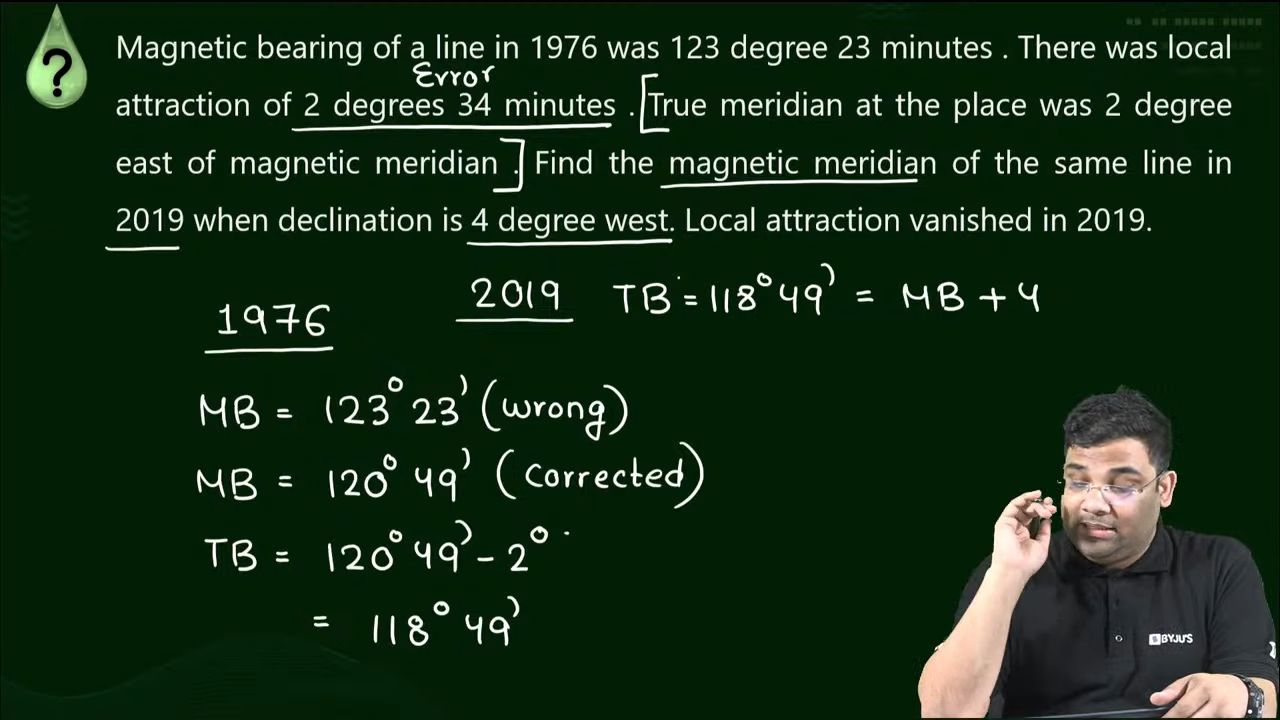 ?
Magnetic bearing of a line in 1976 was 123 degree 23 minutes . There was local
Error
attraction of 2 degrees 34 minutes . [True meridian at the place was 2 degree
east of magnetic meridian .] Find the magnetic meridian of the same line in
2019 when declination is 4 degree west. Local attraction vanished in 2019.
2019 TB = 118° 49' = MB + 4
1976
MB = 123° 23' (wrong)
MB = 120° 49' (corrected)
TB = 120° 49' - 2°
= 118° 49'
BYJU'S